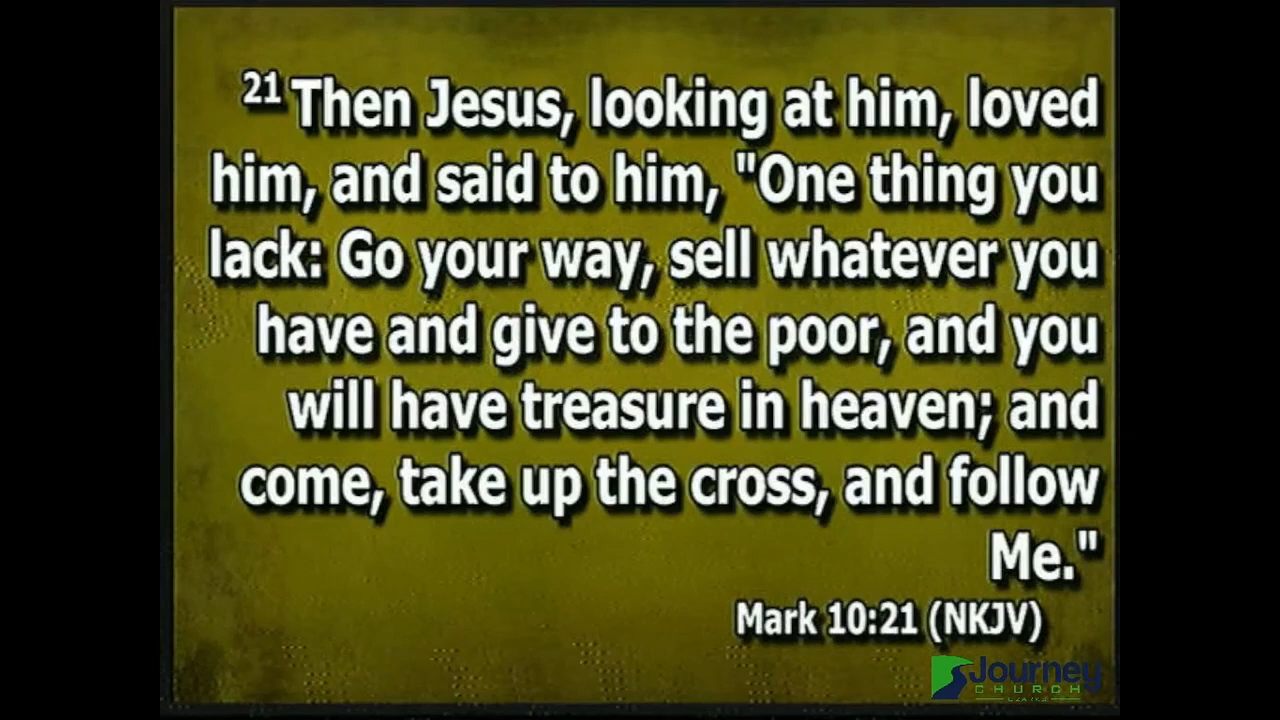 21 Then Jesus, looking at him, loved
him, and said to him, "One thing you
lack: Go your way, sell whatever you
have and give to the poor, and you
will have treasure in heaven; and
come, take up the cross, and follow
Me."
Mark 10:21 (NKJV)
Journey
CHURCH